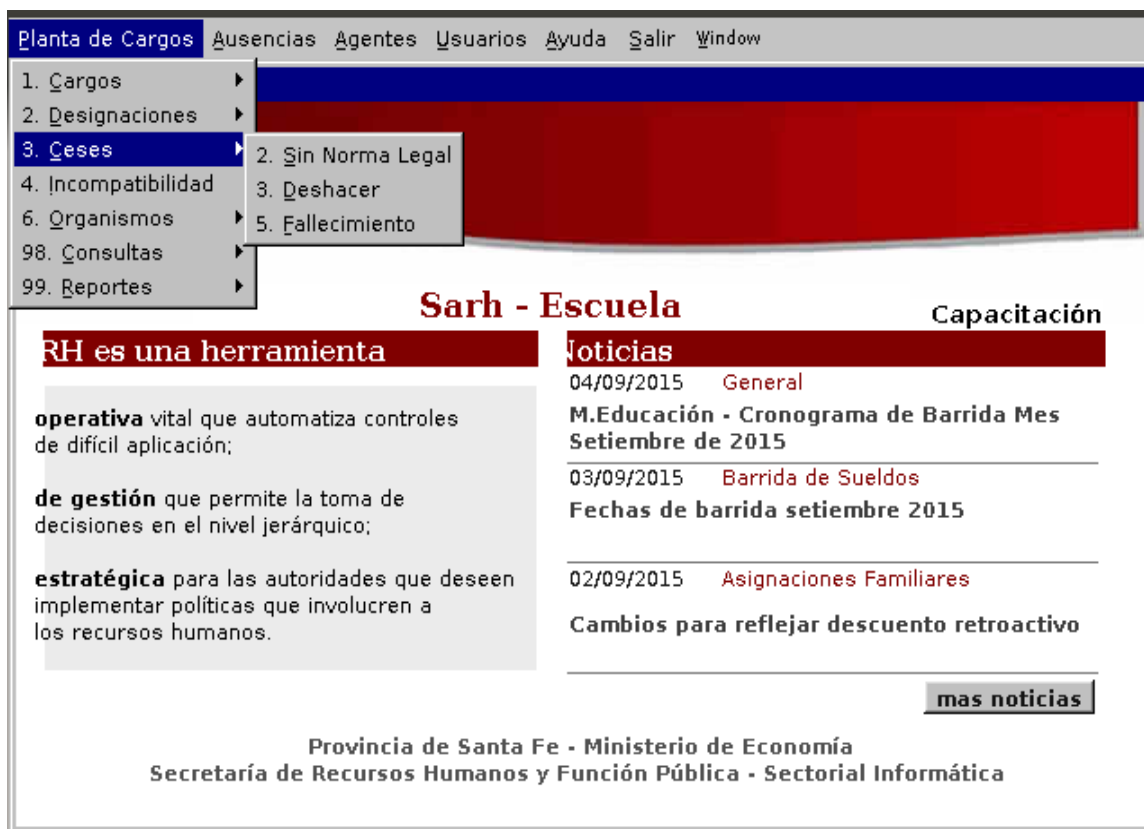 Planta de Cargos Ausencias Agentes Usuarios Ayuda Salir Window
1. Cargos
2. Designaciones
3. Ceses
4. Incompatibilidad
6. Organismos
98. Consultas
99. Reportes
2. Sin Norma Legal
3. Deshacer
5. Fallecimiento
Sarh - Escuela
Capacitación
RH es una herramienta
operativa vital que automatiza controles
de difícil aplicación;
de gestión que permite la toma de
decisiones en el nivel jerárquico;
estratégica para las autoridades que deseen
implementar políticas que involucren a
los recursos humanos.
Noticias
04/09/2015 General
M.Educación - Cronograma de Barrida Mes
Setiembre de 2015
03/09/2015 Barrida de Sueldos
Fechas de barrida setiembre 2015
02/09/2015 Asignaciones Familiares
Cambios para reflejar descuento retroactivo
mas noticias
Provincia de Santa Fe - Ministerio de Economía
Secretaría de Recursos Humanos y Función Pública - Sectorial Informática